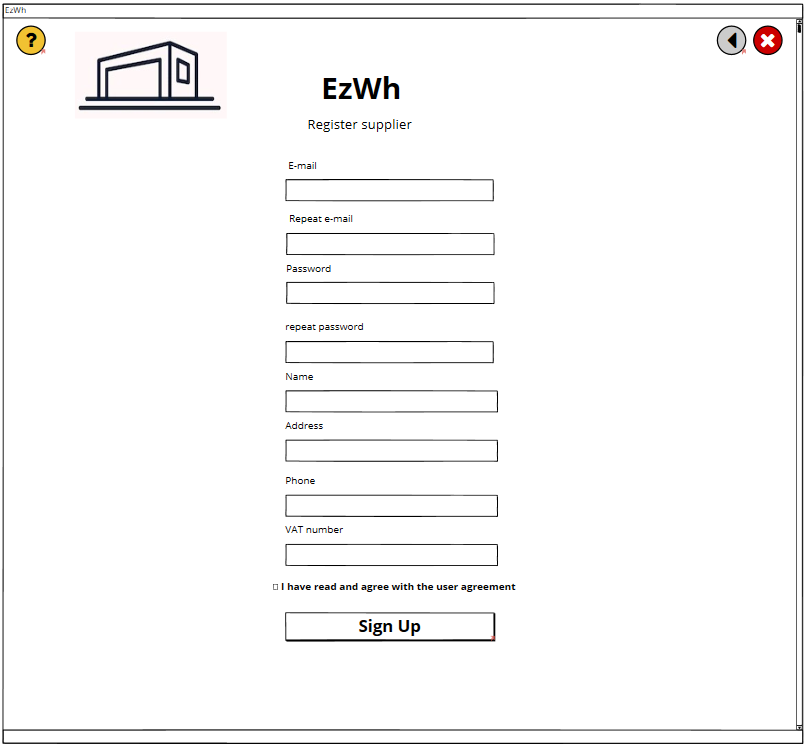 EzWh
?
EzWh
Register supplier
E-mail
Repeat e-mail
Password
repeat password
Name
Address
Phone
VAT number
I have read and agree with the user agreement
Sign Up